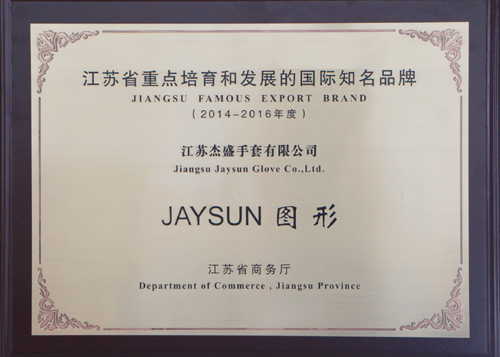 江苏省重点培育和发展的国际知名品牌
JIANGSU FAMOUS EXPORT BRAND
（2014-2016年度）
江苏杰盛手套有限公司
Jiangsu Jaysun Glove Co.,Ltd.
JAYSUN 图形
江苏省商务厅
Department of Commerce , Jiangsu Province